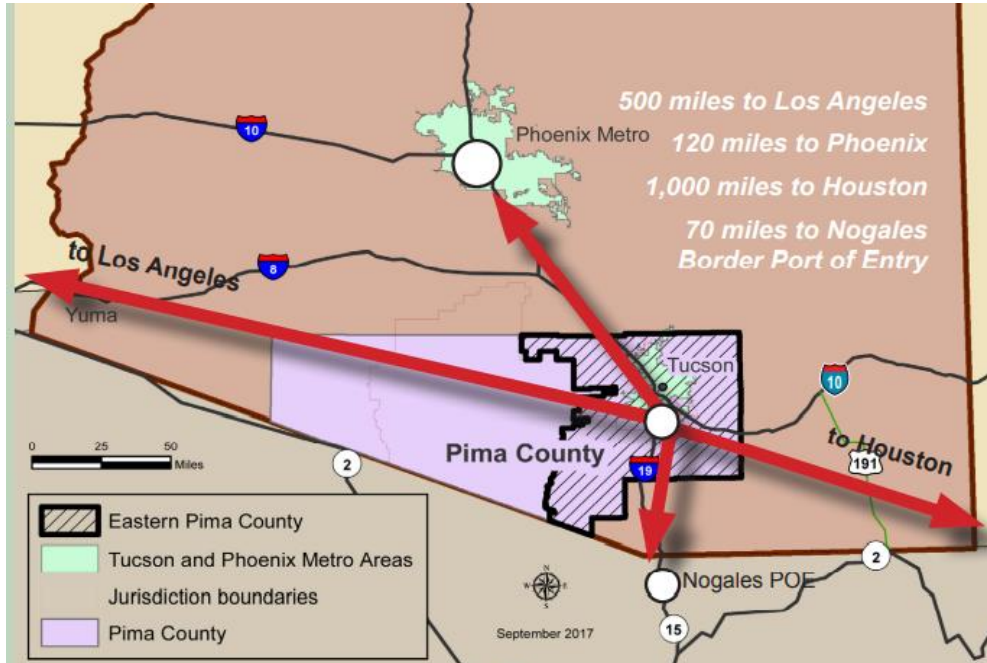 500 miles to Los Angeles
Phoenix Metro
10
120 miles to Phoenix
1,000 miles to Houston
70 miles to Nogales
Border Port of Entry
to Los Angeles
8
Yuma
Tucson
10
Pima County
to Houston
19
191
0 25 50
Miles
2
2
Eastern Pima County
Tucson and Phoenix Metro Areas
Jurisdiction boundaries
Pima County
N
W E
S
September 2017
Nogales POE
15